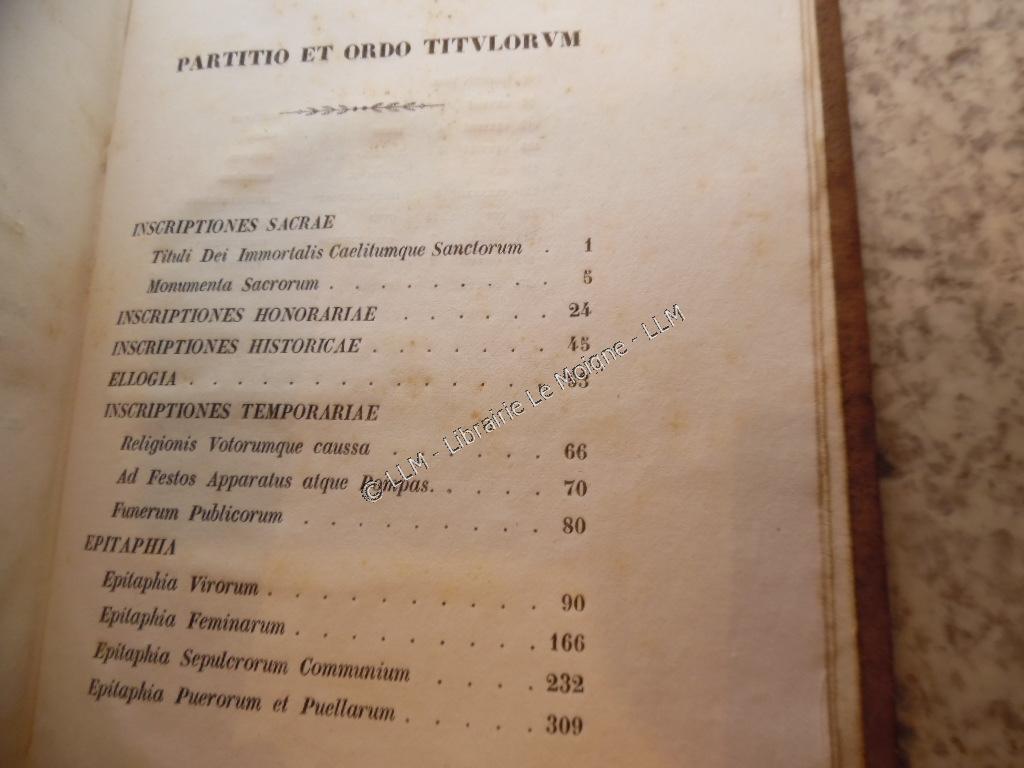 PARTITIO ET ORDO TITVLORVM
INSCRIPTIONES SACRAE
Tituli Dei Immortalis Caelitumque Sanctorum . 1
Monumenta Sacrorum . . . . . . . . 5
INSCRIPTIONES HONORARIAE . . . . . . 24
INSCRIPTIONES HISTORICAE . . . . . . . 45
ELLOGIA . . . . . . . . . . . . . .
INSCRIPTIONES TEMPORARIAE
Religionis Votorumque caussa . . . . . 66
Ad Festos Apparatus atque Pompas. . . . . 70
Funerum Publicorum . . . . . . . . . 80
EPITAPHIA
Epitaphia Virorum . . . . . . . . . . 90
Epitaphia Feminarum . . . . . . . . . 166
Epitaphia Sepulcrorum Communium . . . . 232
Epitaphia Puerorum et Puellarum . . . . . 309
© LLM - Librairie Le Moigne - LLM